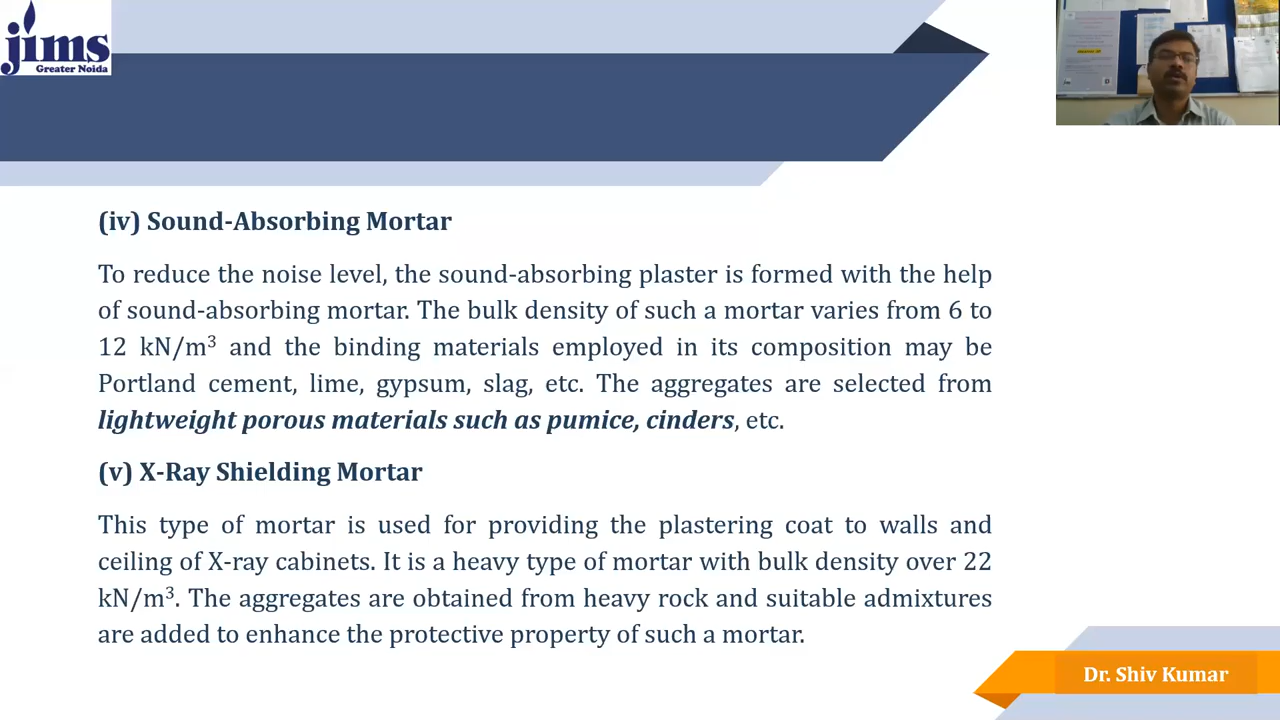 jims
Greater Noida
(iv) Sound-Absorbing Mortar
To reduce the noise level, the sound-absorbing plaster is formed with the help
of sound-absorbing mortar. The bulk density of such a mortar varies from 6 to
12 kN/m³ and the binding materials employed in its composition may be
Portland cement, lime, gypsum, slag, etc. The aggregates are selected from
lightweight porous materials such as pumice, cinders, etc.
(v) X-Ray Shielding Mortar
This type of mortar is used for providing the plastering coat to walls and
ceiling of X-ray cabinets. It is a heavy type of mortar with bulk density over 22
kN/m³. The aggregates are obtained from heavy rock and suitable admixtures
are added to enhance the protective property of such a mortar.
Dr. Shiv Kumar